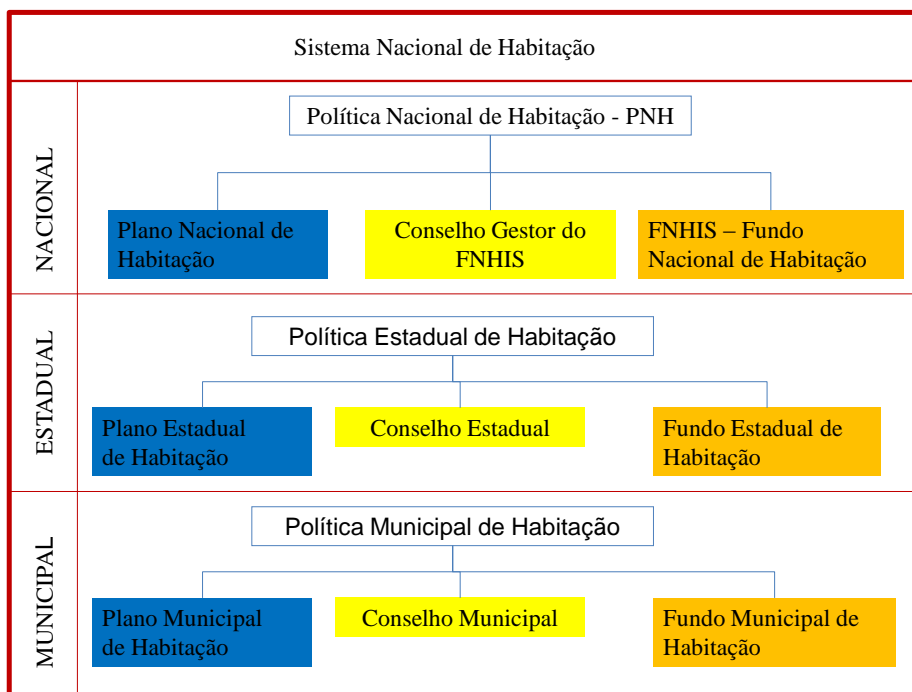 Sistema Nacional de Habitação
NACIONAL
Política Nacional de Habitação - PNH
Plano Nacional de
Habitação
Conselho Gestor do
FNHIS
FNHIS – Fundo
Nacional de Habitação
ESTADUAL
Política Estadual de Habitação
Plano Estadual
de Habitação
Conselho Estadual
Fundo Estadual de
Habitação
MUNICIPAL
Política Municipal de Habitação
Plano Municipal
de Habitação
Conselho Municipal
Fundo Municipal de
Habitação